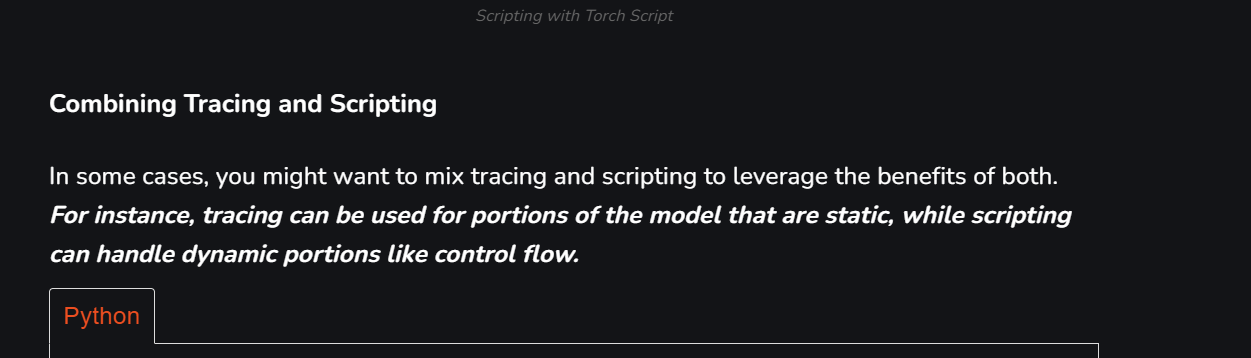 Scripting with Torch Script
Combining Tracing and Scripting
In some cases, you might want to mix tracing and scripting to leverage the benefits of both.
For instance, tracing can be used for portions of the model that are static, while scripting
can handle dynamic portions like control flow.
Python